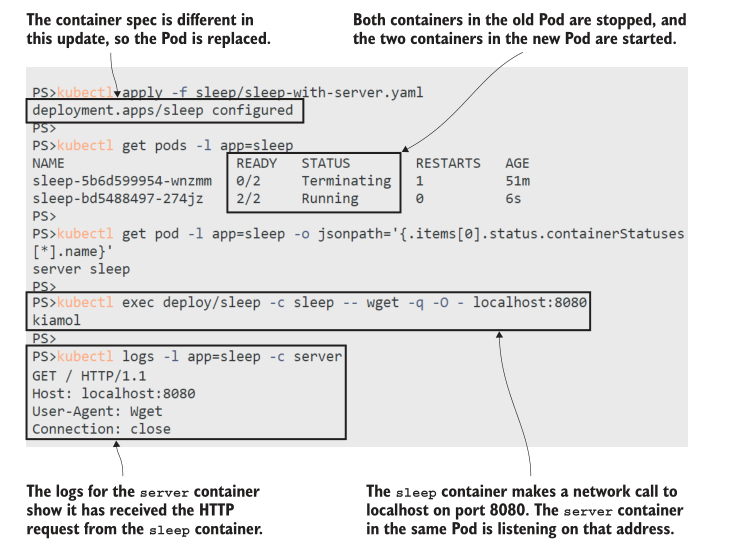 The container spec is different in
this update, so the Pod is replaced.
Both containers in the old Pod are stopped, and
the two containers in the new Pod are started.
PS>kubectl apply -f sleep/sleep-with-server.yaml
deployment.apps/sleep configured
PS>
PS>kubectl get pods -l app=sleep
NAME READY STATUS RESTARTS AGE
sleep-5b6d599954-wnzmm 0/2 Terminating 1 51m
sleep-bd5488497-274jz 2/2 Running 0 6s
PS>
PS>kubectl get pod -l app=sleep -o jsonpath='{.items[0].status.containerStatuses
[*].name}'
server sleep
PS>
PS>kubectl exec deploy/sleep -c sleep -- wget -q -O - localhost:8080
kiamol
PS>
PS>kubectl logs -l app=sleep -c server
GET / HTTP/1.1
Host: localhost:8080
User-Agent: Wget
Connection: close
The logs for the server container
show it has received the HTTP
request from the sleep container.
The sleep container makes a network call to
localhost on port 8080. The server container
in the same Pod is listening on that address.